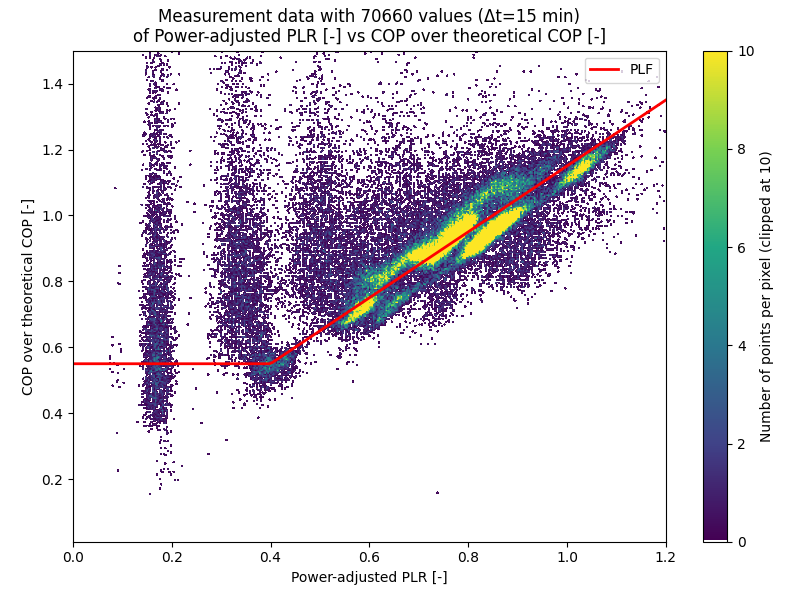 Measurement data with 70660 values (Δt=15 min)
of Power-adjusted PLR [-] vs COP over theoretical COP [-]
PLF
1.4
1.2
1.0
0.8
0.6
0.4
0.2
COP over theoretical COP [-]
0.0 0.2 0.4 0.6 0.8 1.0 1.2
Power-adjusted PLR [-]
10
8
6
4
2
0
Number of points per pixel (clipped at 10)